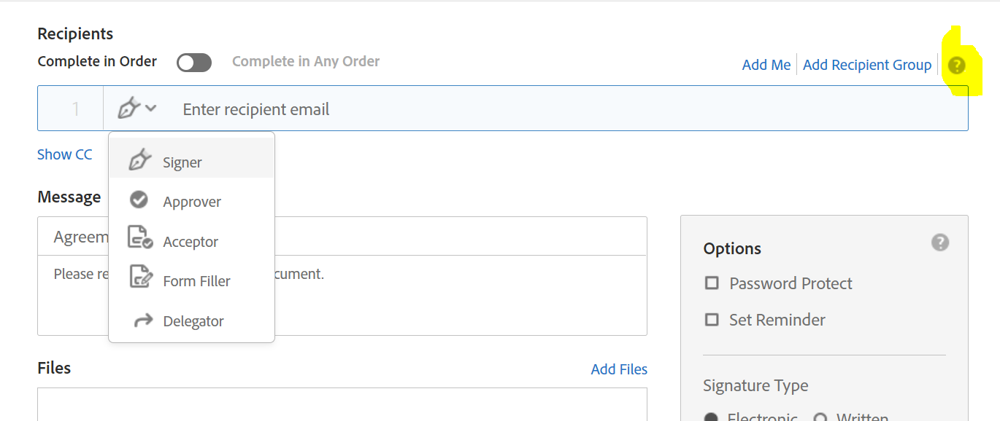 Recipients
Complete in Order Complete in Any Order
Add Me Add Recipient Group ?
1 Enter recipient email
Show CC
Signer
Approver
Acceptor
Form Filler
Delegator
Message
Agreem
Please re cument.
Options ?
Password Protect
Set Reminder
Signature Type
Electronic Written
Files Add Files